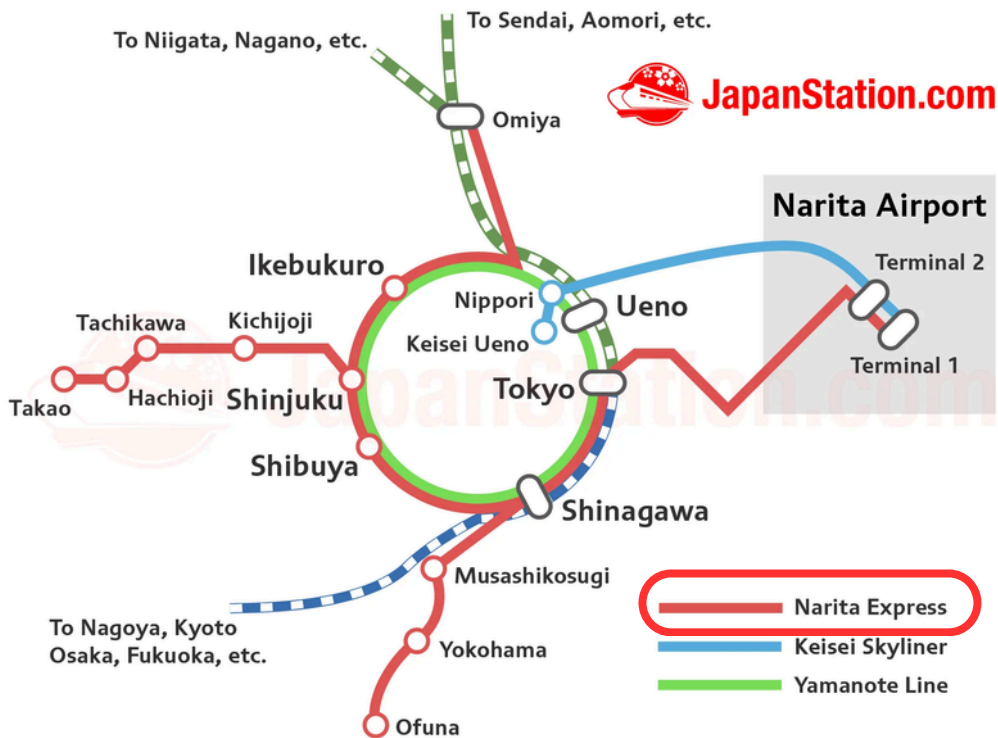 To Sendai, Aomori, etc.
To Niigata, Nagano, etc.
JapanStation.com
Omiya
Narita Airport
Ikebukuro
Terminal 2
Nippori
Ueno
Tachikawa
Kichijoji
Keisei Ueno
Terminal 1
Tokyo
Takao
Hachioji
Shinjuku
JapanStation.com
Shibuya
Shinagawa
Musashikosugi
Narita Express
To Nagoya, Kyoto
Osaka, Fukuoka, etc.
Yokohama
Keisei Skyliner
Yamanote Line
Ofuna